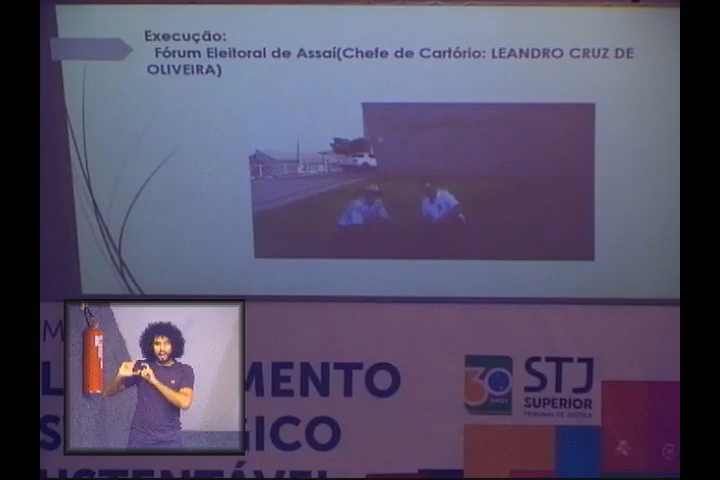 Execução:
Fórum Eleitoral de Assaí(Chefe de Cartório: LEANDRO CRUZ DE
OLIVEIRA)
MENTO
GICO
30
ANOS
STJ
SUPERIOR
TRIBUNAL DE JUSTIÇA